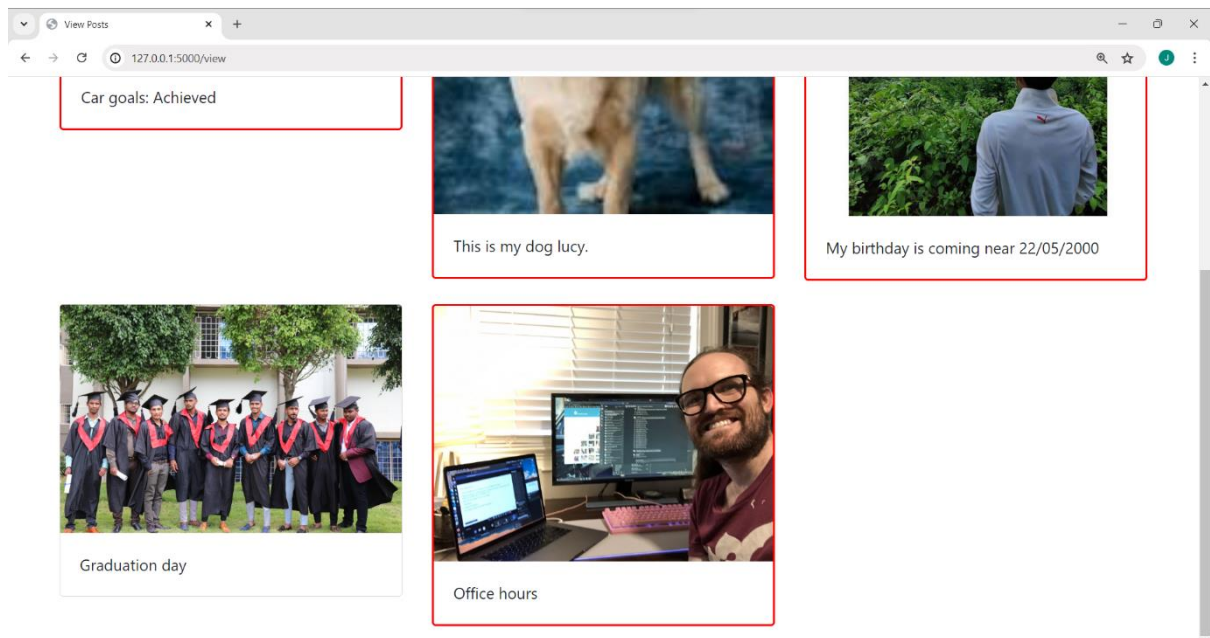 View Posts
127.0.0.1:5000/view
J
Car goals: Achieved
This is my dog lucy.
My birthday is coming near 22/05/2000
Graduation day
Office hours